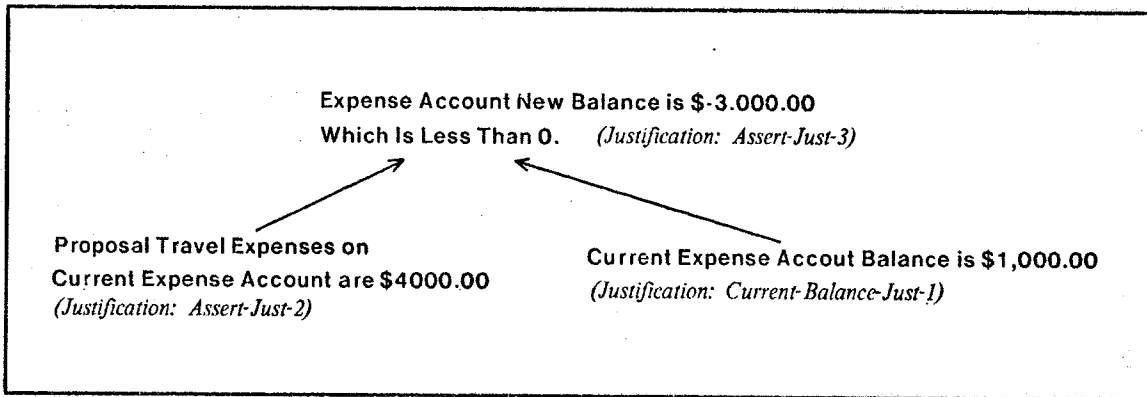 Expense Account New Balance is $-3.000.00
Which Is Less Than 0. (Justification: Assert-Just-3)
Proposal Travel Expenses on
Current Expense Account are $4000.00
(Justification: Assert-Just-2)
Current Expense Accout Balance is $1,000.00
(Justification: Current-Balance-Just-1)